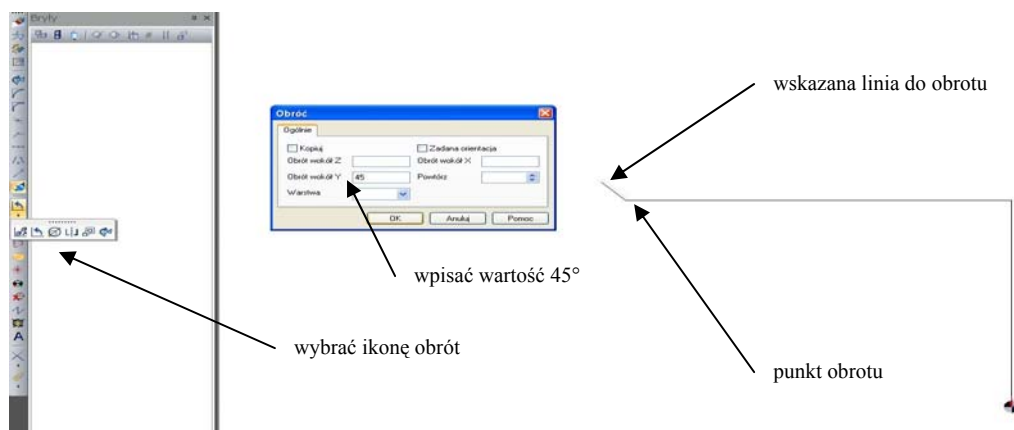 Bryły
wskazana linia do obrotu
Obróć
Ogólnie
Kopiuj
Zadana orientacja
Obrót wokół Z
Obrót wokół X
Obrót wokół Y 45
Powtórz
Warstwa
OK Anuluj Pomoc
wpisać wartość 45°
A
wybrać ikonę obrót
punkt obrotu